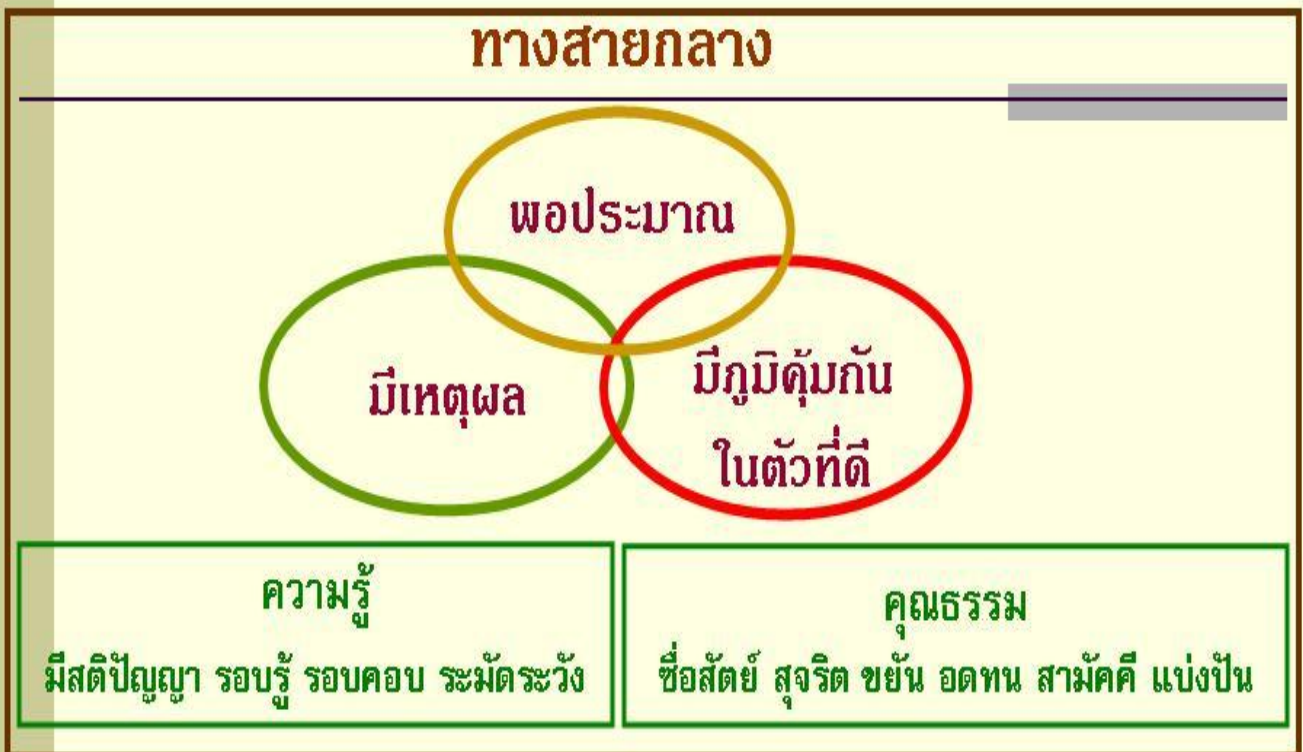 ทางสายกลาง
พอประมาณ
มีเหตุผล
มีภูมิคุ้มกัน
ในตัวที่ดี
ความรู้
มีสติปัญญา รอบรู้ รอบคอบ ระมัดระวัง
คุณธรรม
ซื่อสัตย์ สุจริต ขยัน อดทน สามัคคี แบ่งปัน